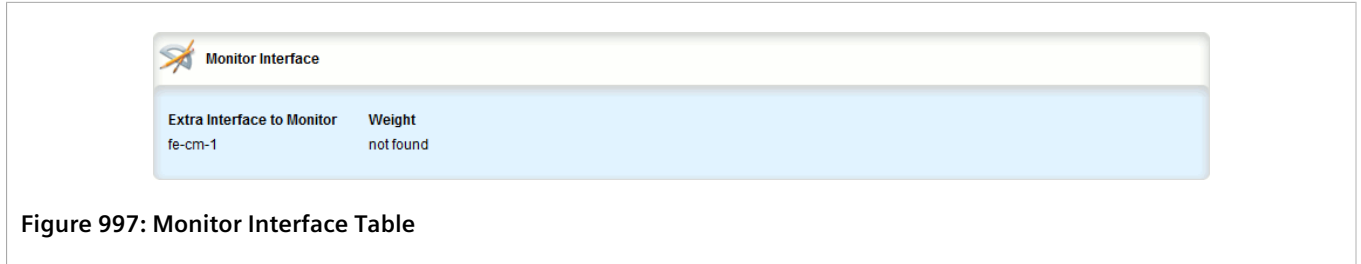 Monitor Interface
Extra Interface to Monitor Weight
fe-cm-1 not found
Figure 997: Monitor Interface Table